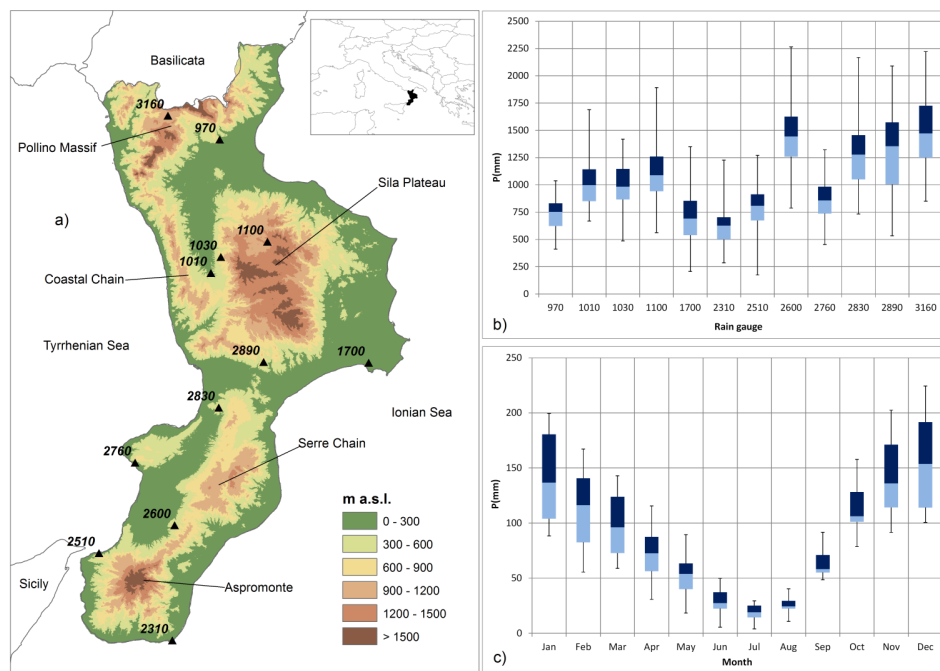 Basilicata
3160
970
Pollino Massif
a)
Sila Plateau
1100
1030
1010
Coastal Chain
Tyrrhenian Sea
2890
1700
2830
Ionian Sea
2760
Serre Chain
m a.s.l.
0 - 300
300 - 600
600 - 900
900 - 1200
1200 - 1500
> 1500
2600
2510
Sicily
Aspromonte
2310
P(mm)
2500
2250
2000
1750
1500
1250
1000
750
500
250
0
970 1010 1030 1100 1700 2310 2510 2600 2760 2830 2890 3160
Rain gauge
b)
P(mm)
250
200
150
100
50
0
Jan Feb Mar Apr May Jun Jul Aug Sep Oct Nov Dec
Month
c)